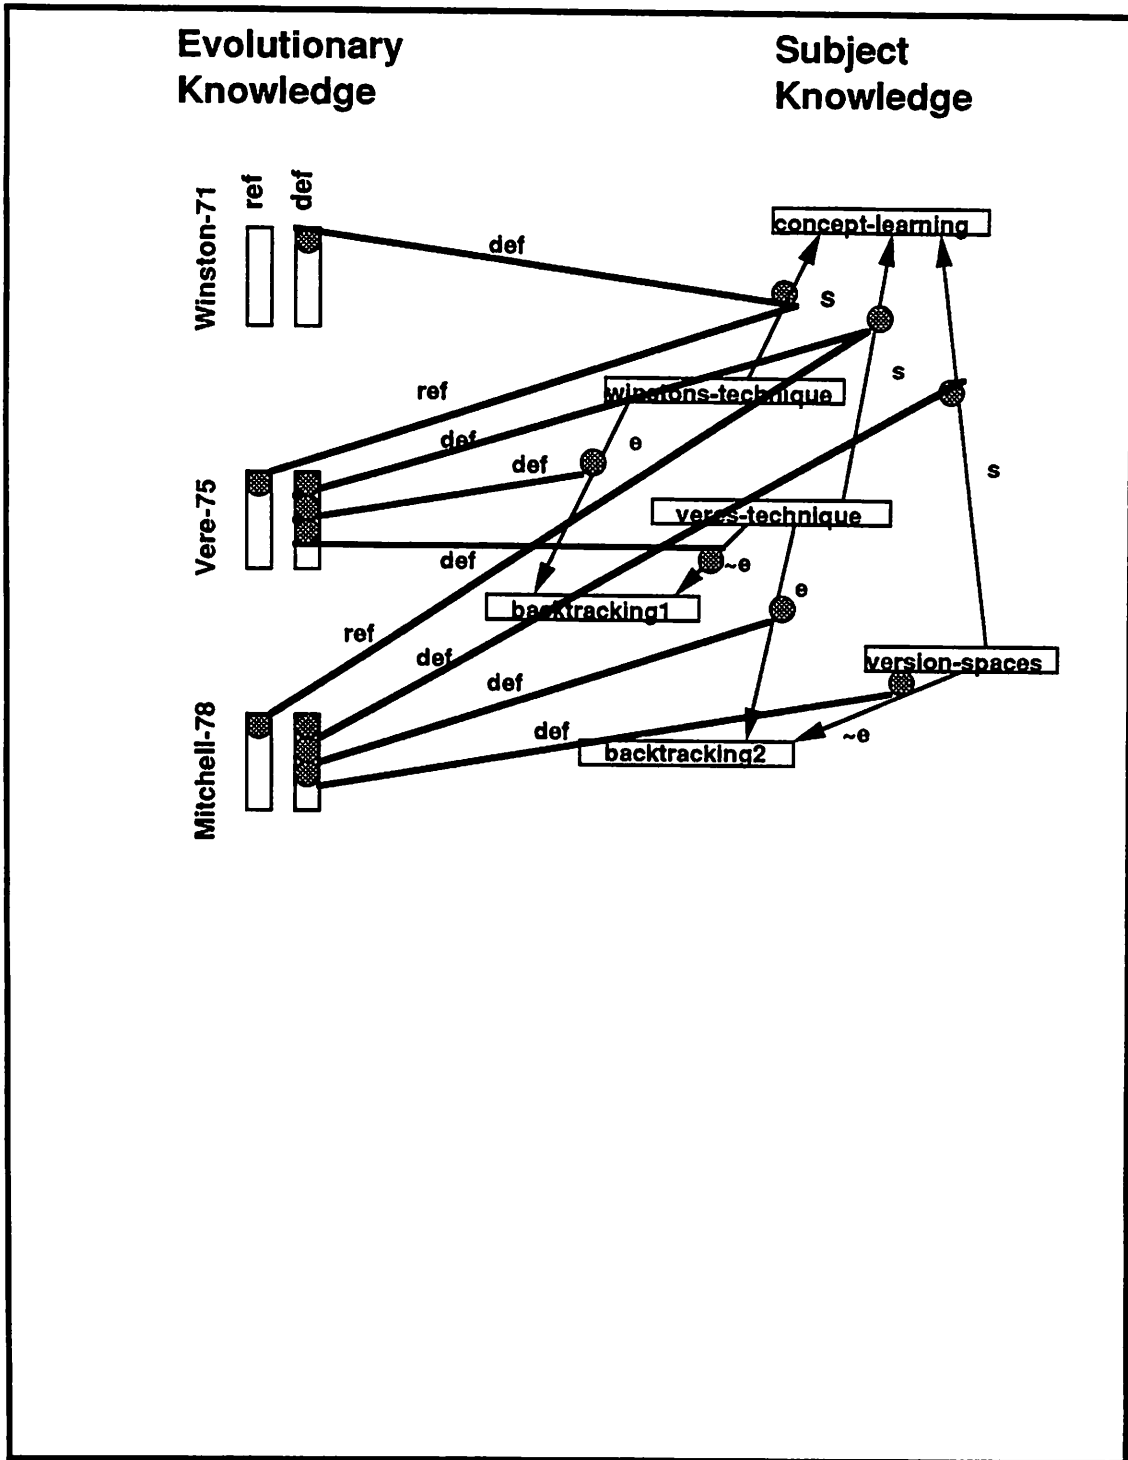 Evolutionary
Knowledge
Subject
Knowledge
Winston-71
ref
def
concept-learning
def
s
s
ref
winstons-technique
def
e
def
s
Vere-75
veres-technique
def
~e
e
backtracking1
ref
def
version-spaces
def
Mitchell-78
def
~e
backtracking2